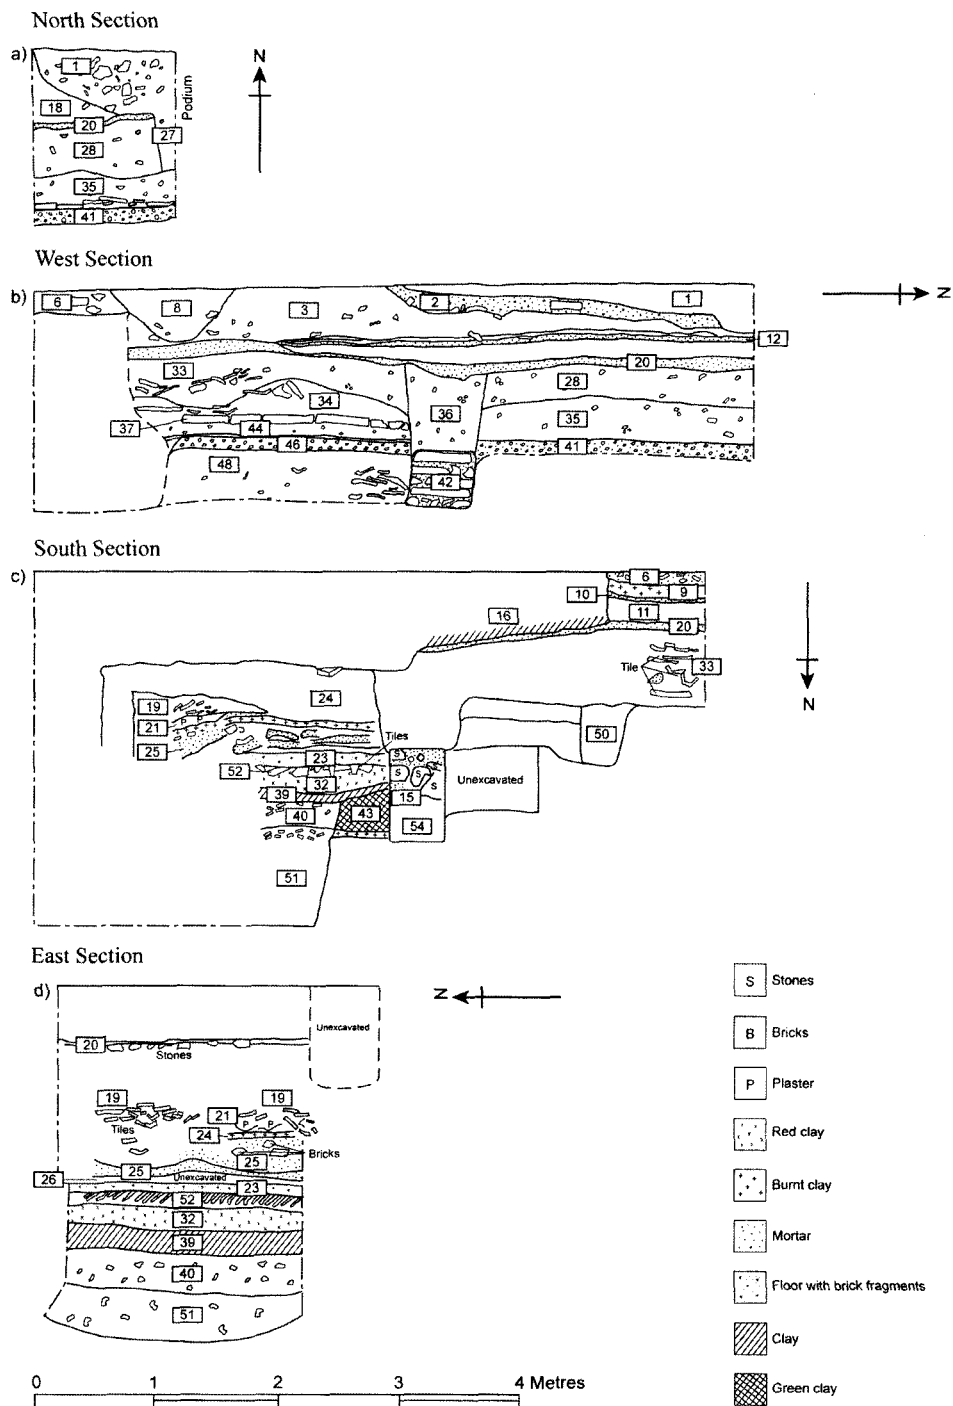 North Section
a)
N
1
Podium
18
20
27
28
35
41
West Section
b)
6
8
3
2
1
N
12
20
33
28
34
36
35
37
44
46
41
48
42
South Section
c)
6
10
9
11
16
20
Tile
33
N
24
19
21
Tiles
25
23
50
52
S
32
S
S
Unexcavated
39
S
15
40
43
54
51
East Section
d)
N
Unexcavated
20
Stones
19
19
Tiles
21
P
P
24
Bricks
25
25
26
Unexcavated
23
52
32
39
40
51
S Stones
B Bricks
P Plaster
Red clay
Burnt clay
Mortar
Floor with brick fragments
Clay
Green clay
0 1 2 3 4 Metres